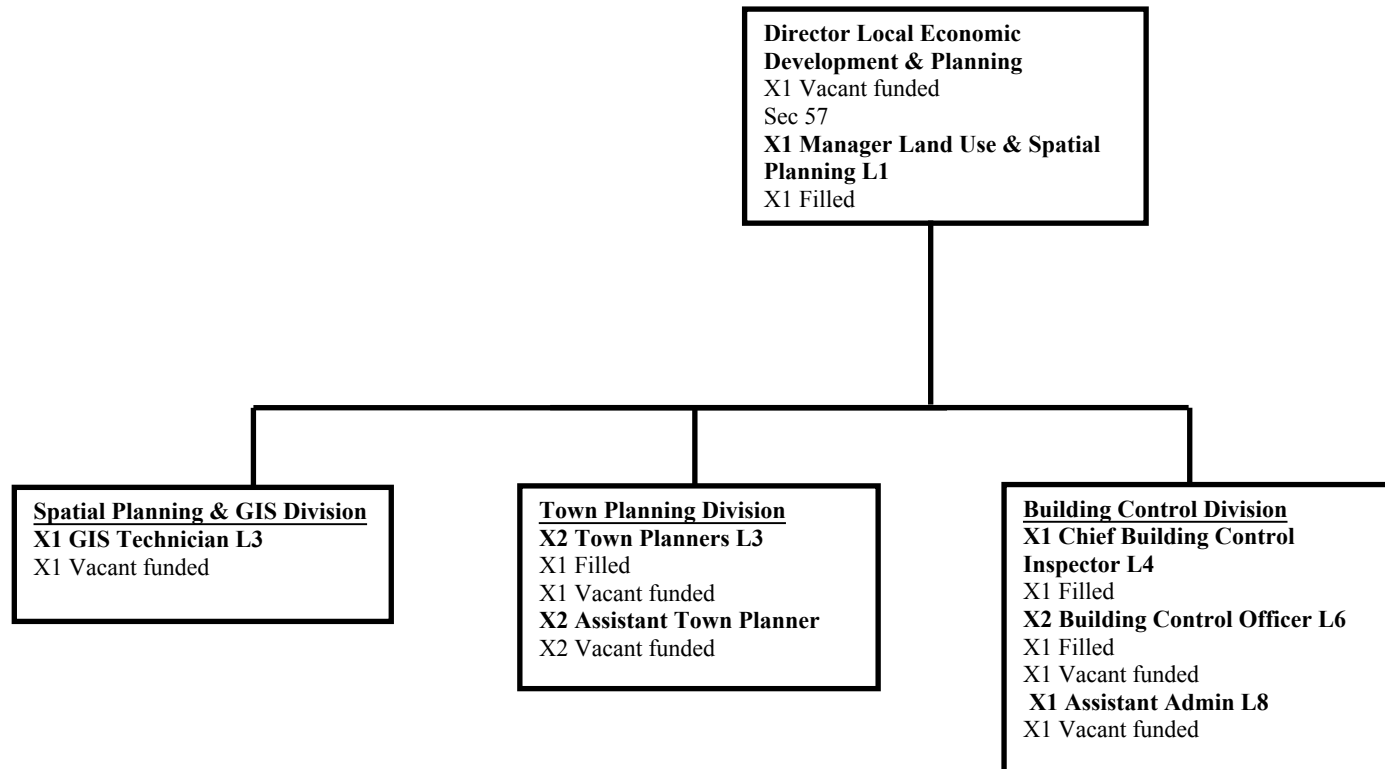 Director Local Economic
Development & Planning
X1 Vacant funded
Sec 57
X1 Manager Land Use & Spatial
Planning L1
X1 Filled
Spatial Planning & GIS Division
X1 GIS Technician L3
X1 Vacant funded
Town Planning Division
X2 Town Planners L3
X1 Filled
X1 Vacant funded
X2 Assistant Town Planner
X2 Vacant funded
Building Control Division
X1 Chief Building Control
Inspector L4
X1 Filled
X2 Building Control Officer L6
X1 Filled
X1 Vacant funded
X1 Assistant Admin L8
X1 Vacant funded